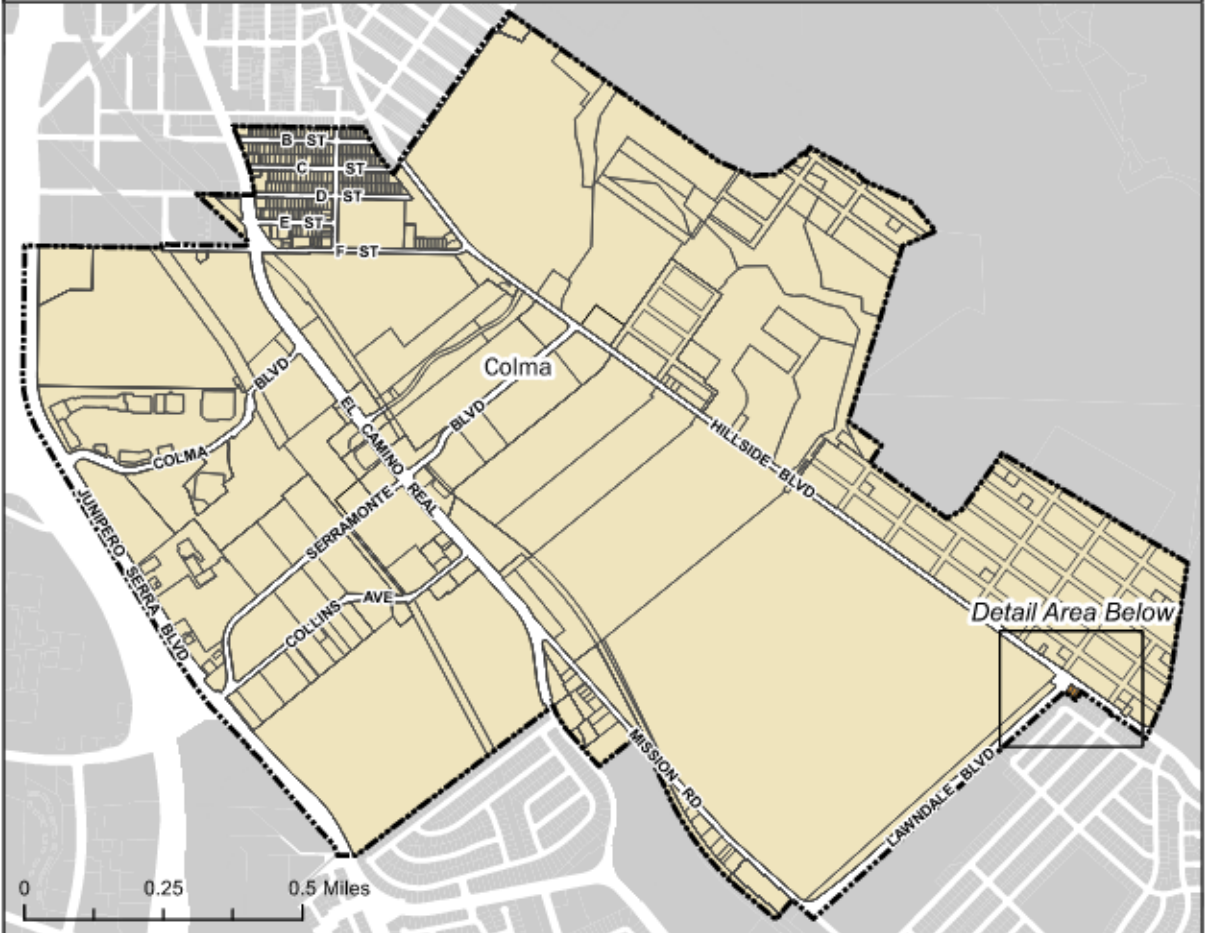 B ST
C ST
D ST
E ST
F ST
Colma
COLMA BLVD
EL CAMINO REAL
SERRAMONTE BLVD
HILLSIDE BLVD
JUNIPERO SERRA BLVD
COLLINS AVE
Detail Area Below
MISSION RD
LAWNDALE BLVD
0 0.25 0.5 Miles